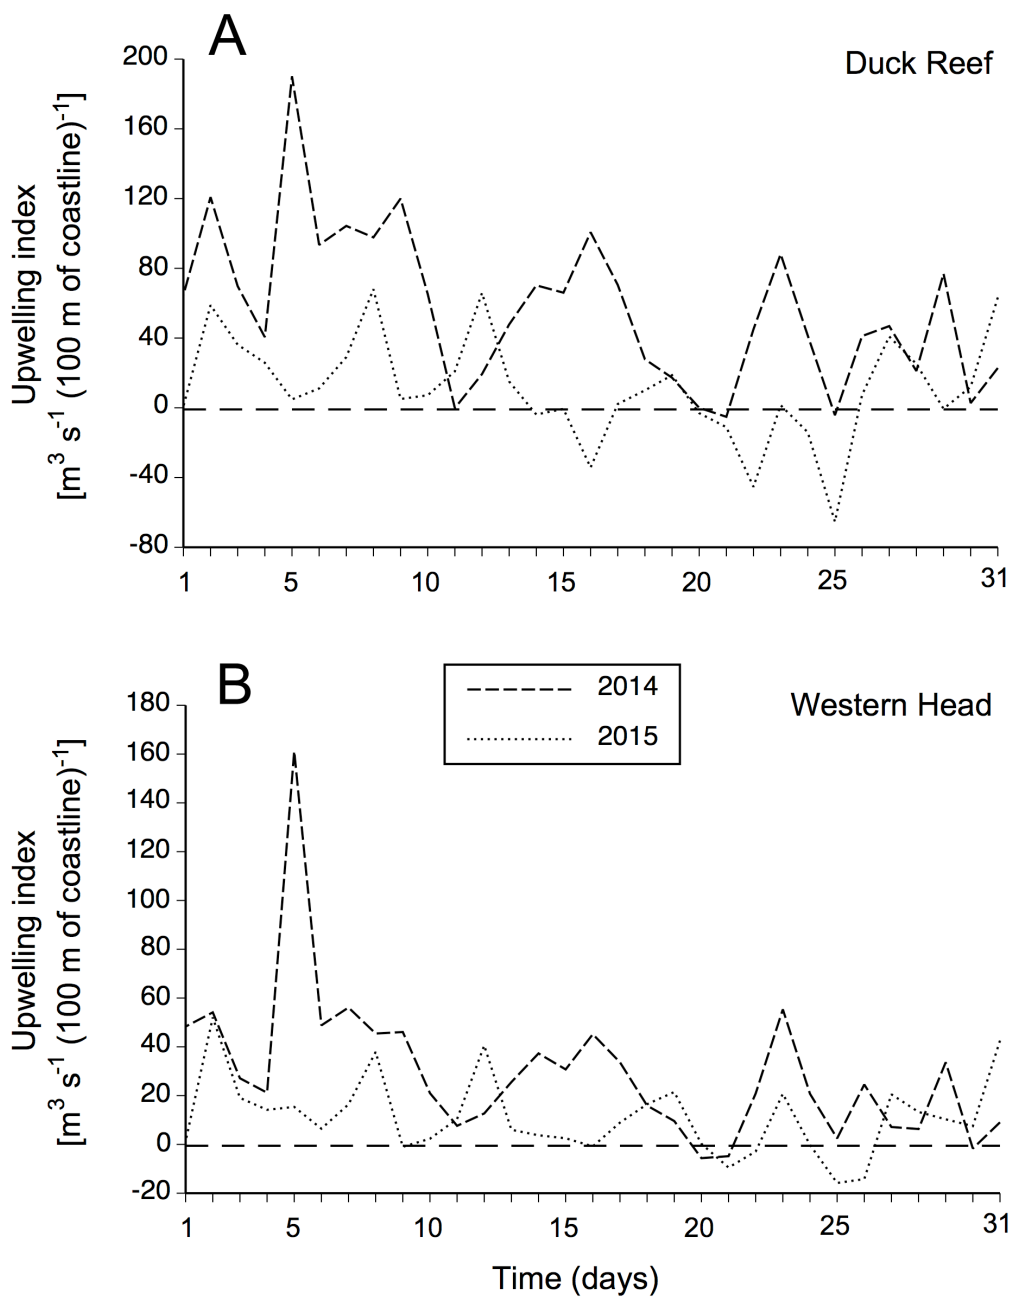 A
Duck Reef
Upwelling index
[m³ s⁻¹ (100 m of coastline)⁻¹]
200
160
120
80
40
0
-40
-80
1 5 10 15 20 25 31
B
Western Head
2014
2015
Upwelling index
[m³ s⁻¹ (100 m of coastline)⁻¹]
180
160
140
120
100
80
60
40
20
0
-20
1 5 10 15 20 25 31
Time (days)